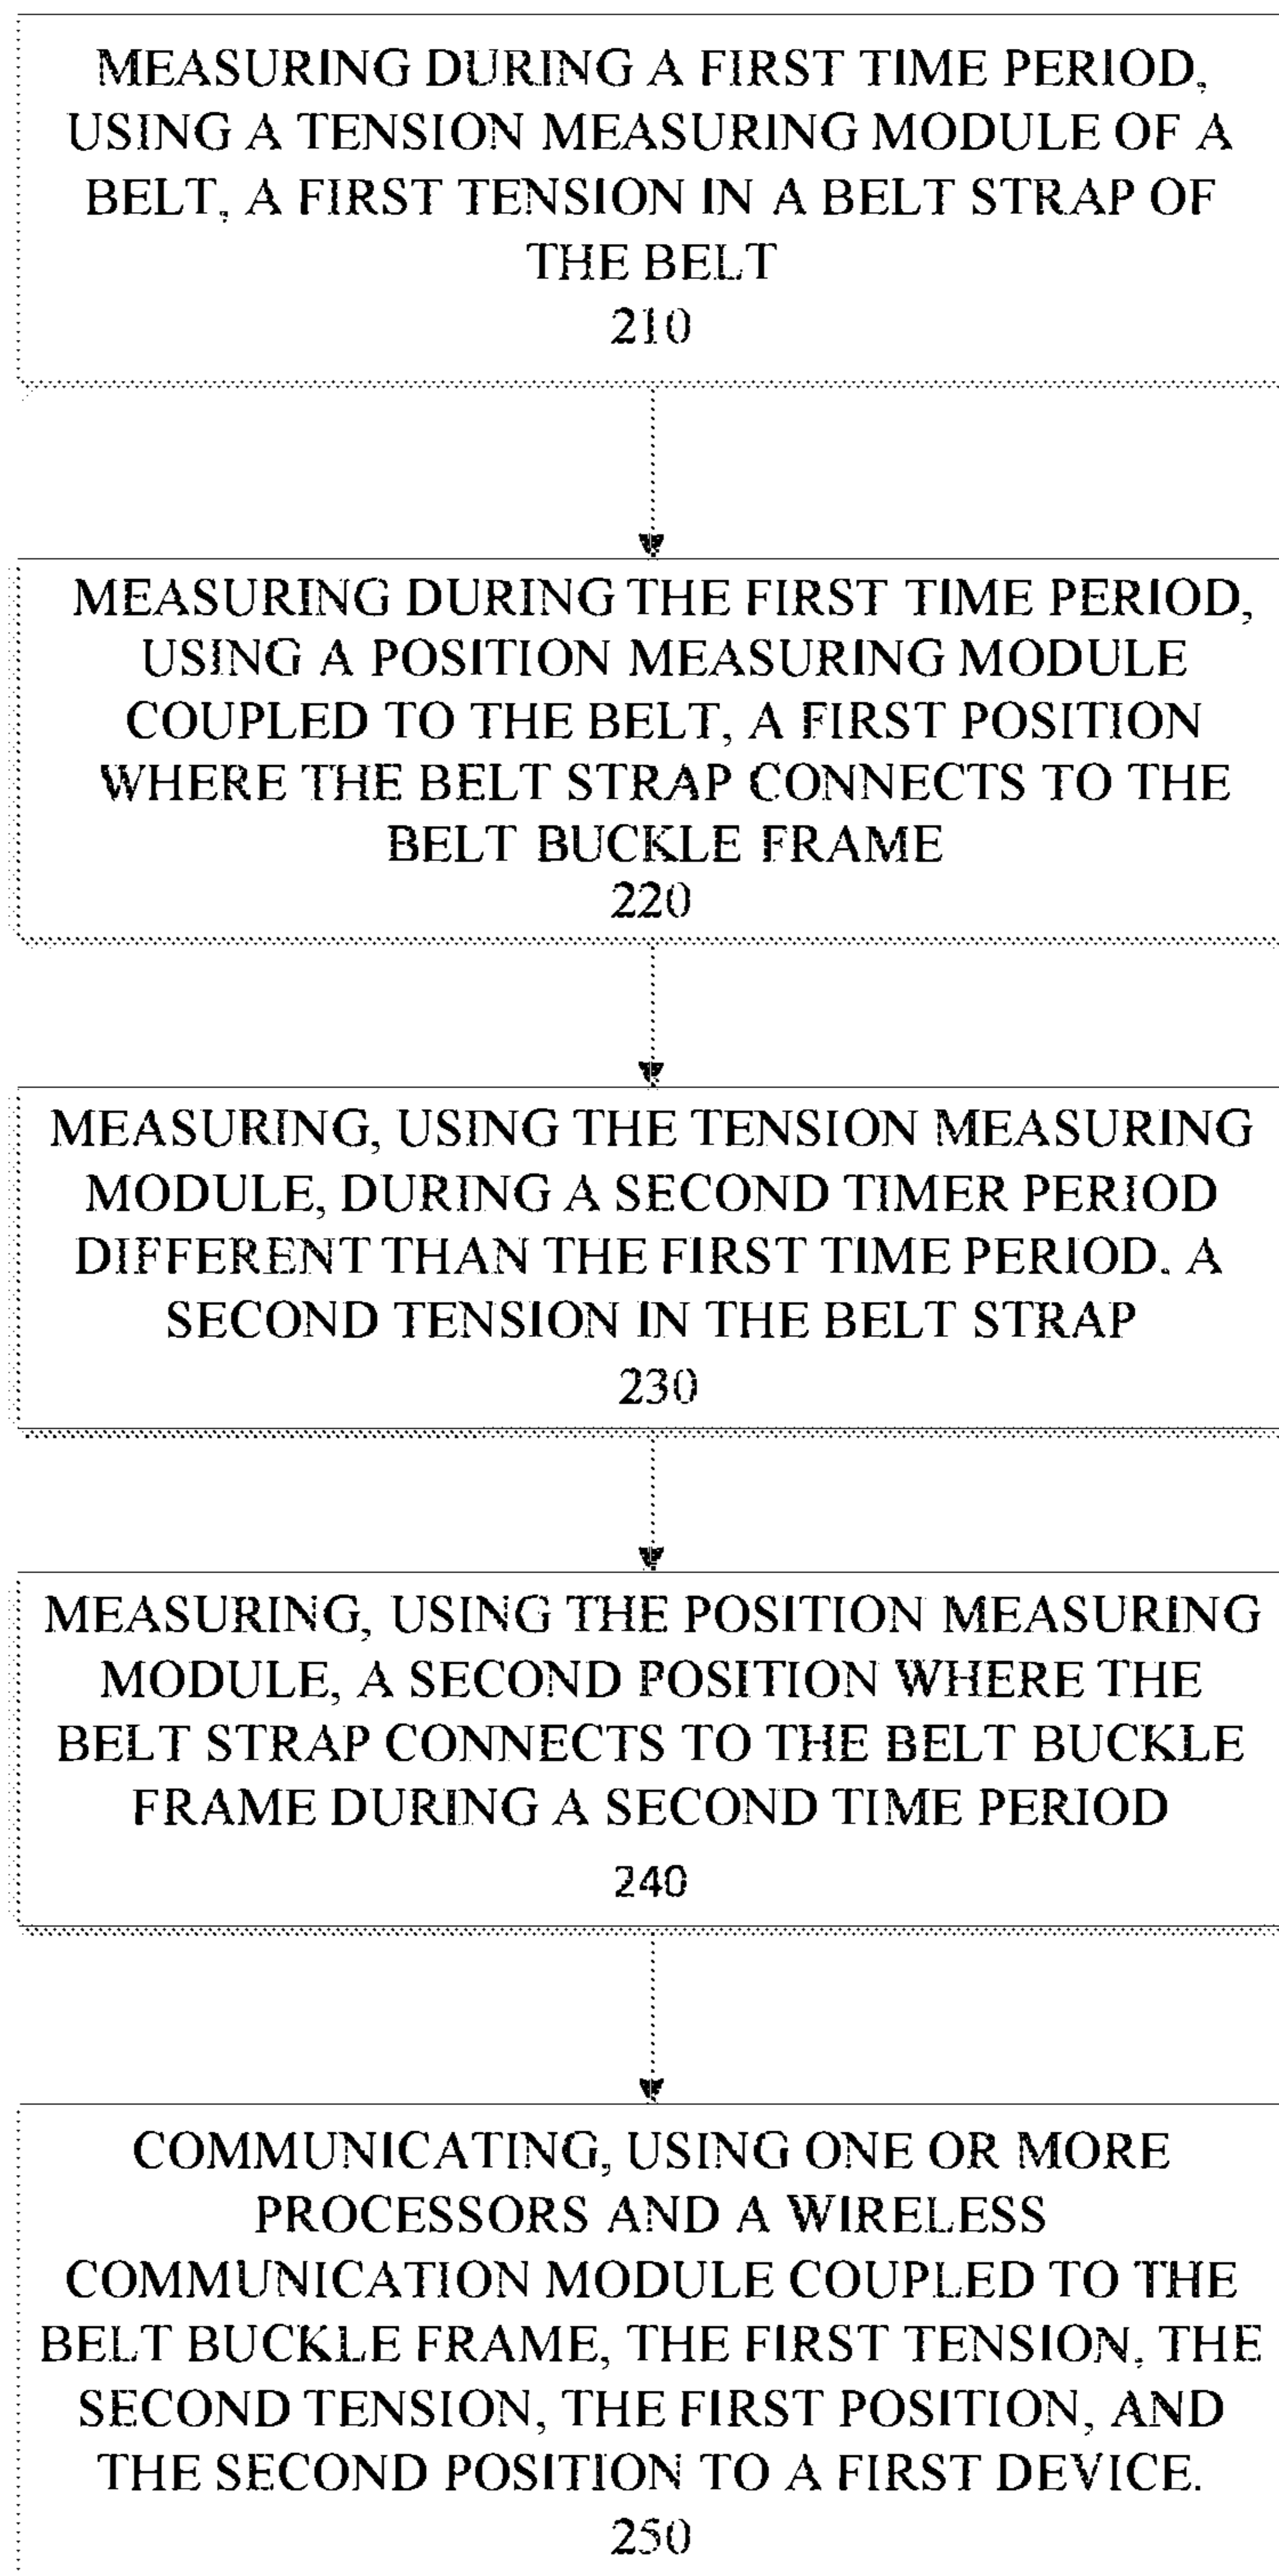 MEASURING DURING A FIRST TIME PERIOD,
USING A TENSION MEASURING MODULE OF A
BELT, A FIRST TENSION IN A BELT STRAP OF
THE BELT
210
MEASURING DURING THE FIRST TIME PERIOD,
USING A POSITION MEASURING MODULE
COUPLED TO THE BELT, A FIRST POSITION
WHERE THE BELT STRAP CONNECTS TO THE
BELT BUCKLE FRAME
220
MEASURING, USING THE TENSION MEASURING
MODULE, DURING A SECOND TIMER PERIOD
DIFFERENT THAN THE FIRST TIME PERIOD, A
SECOND TENSION IN THE BELT STRAP
230
MEASURING, USING THE POSITION MEASURING
MODULE, A SECOND POSITION WHERE THE
BELT STRAP CONNECTS TO THE BELT BUCKLE
FRAME DURING A SECOND TIME PERIOD
240
COMMUNICATING, USING ONE OR MORE
PROCESSORS AND A WIRELESS
COMMUNICATION MODULE COUPLED TO THE
BELT BUCKLE FRAME, THE FIRST TENSION, THE
SECOND TENSION, THE FIRST POSITION, AND
THE SECOND POSITION TO A FIRST DEVICE.
250